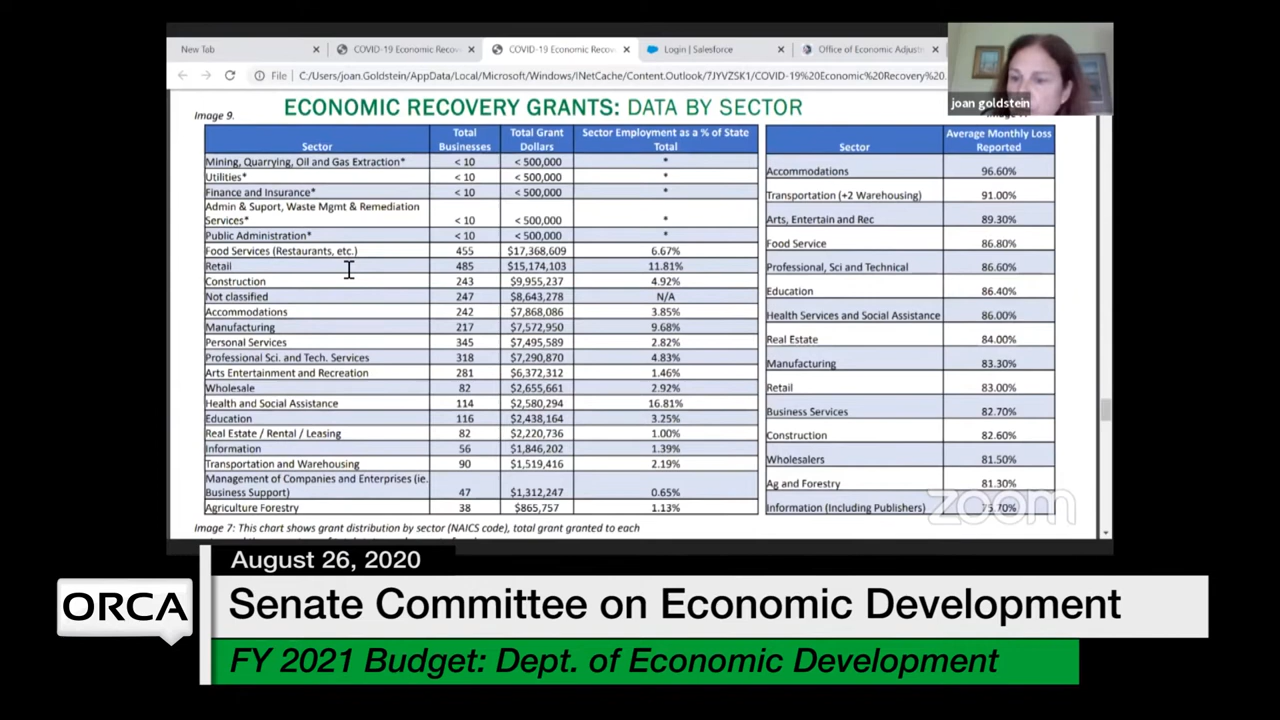 New Tab
COVID-19 Economic Recov
COVID-19 Economic Recov
Login | Salesforce
Office of Economic Adjust
File | C:/Users/joan.Goldstein/AppData/Local/Microsoft/Windows/INetCache/Content.Outlook/7JYVZSK1/COVID-19%20Economic%20Recovery%20.
joan goldstein
Image 9.
ECONOMIC RECOVERY GRANTS: DATA BY SECTOR
Sector Total Businesses Total Grant Dollars Sector Employment as a % of State Total
Mining, Quarrying, Oil and Gas Extraction* < 10 < 500,000 *
Utilities* < 10 < 500,000 *
Finance and Insurance* < 10 < 500,000 *
Admin & Suport, Waste Mgmt & Remediation
Services* < 10 < 500,000 *
Public Administration* < 10 < 500,000 *
Food Services (Restaurants, etc.) 455 $17,368,609 6.67%
Retail 485 $15,174,103 11.81%
Construction 243 $9,955,237 4.92%
Not classified 247 $8,643,278 N/A
Accommodations 242 $7,868,086 3.85%
Manufacturing 217 $7,572,950 9.68%
Personal Services 345 $7,495,589 2.82%
Professional Sci. and Tech. Services 318 $7,290,870 4.83%
Arts Entertainment and Recreation 281 $6,372,312 1.46%
Wholesale 82 $2,655,661 2.92%
Health and Social Assistance 114 $2,580,294 16.81%
Education 116 $2,438,164 3.25%
Real Estate / Rental / Leasing 82 $2,220,736 1.00%
Information 56 $1,846,202 1.39%
Transportation and Warehousing 90 $1,519,416 2.19%
Management of Companies and Enterprises (ie.
Business Support) 47 $1,312,247 0.65%
Agriculture Forestry 38 $865,757 1.13%
Sector Average Monthly Loss Reported
Accommodations 96.60%
Transportation (+2 Warehousing) 91.00%
Arts, Entertain and Rec 89.30%
Food Service 86.80%
Professional, Sci and Technical 86.60%
Education 86.40%
Health Services and Social Assistance 86.00%
Real Estate 84.00%
Manufacturing 83.30%
Retail 83.00%
Business Services 82.70%
Construction 82.60%
Wholesalers 81.50%
Ag and Forestry 81.30%
Information (Including Publishers) 75.70%
zoom
Image 7: This chart shows grant distribution by sector (NAICS code), total grant granted to each
August 26, 2020
ORCA
Senate Committee on Economic Development
FY 2021 Budget: Dept. of Economic Development